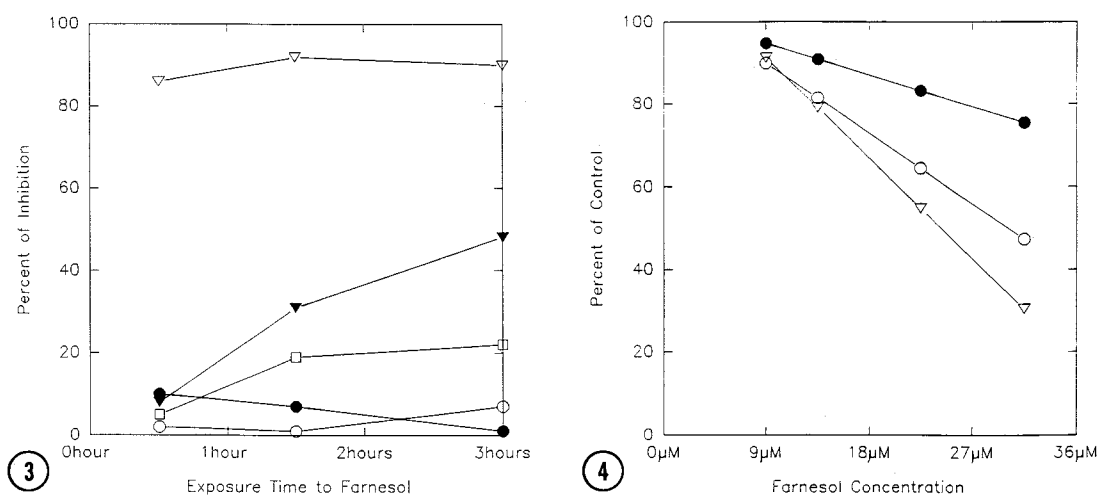 100
80
60
40
20
0
Percent of Inhibition
0hour 1hour 2hours 3hours
Exposure Time to Farnesol
3
100
80
60
40
20
0
Percent of Control
0µM 9µM 18µM 27µM 36µM
Farnesol Concentration
4